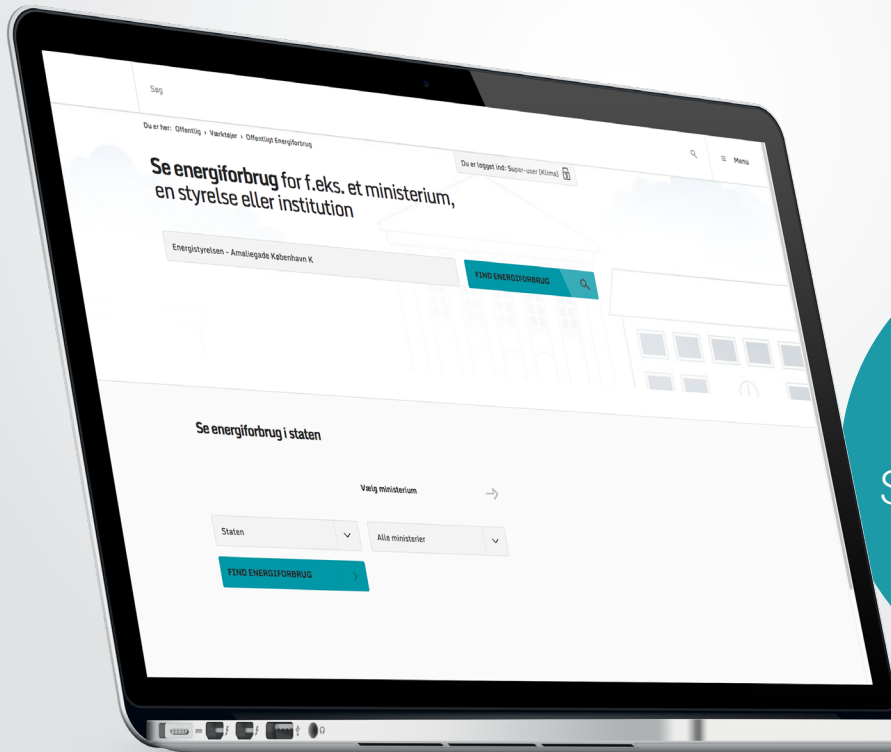 Søg
Menu
Du er her: Offentlig › Værktøjer › Offentligt Energiforbrug
Du er logget ind: Super-user (Klima)
Se energiforbrug for f.eks. et ministerium,
en styrelse eller institution
Energistyrelsen - Amaliegade København K
FIND ENERGIFORBRUG
S
Se energiforbrug i staten
Vælg ministerium
Staten
Alle ministerier
FIND ENERGIFORBRUG